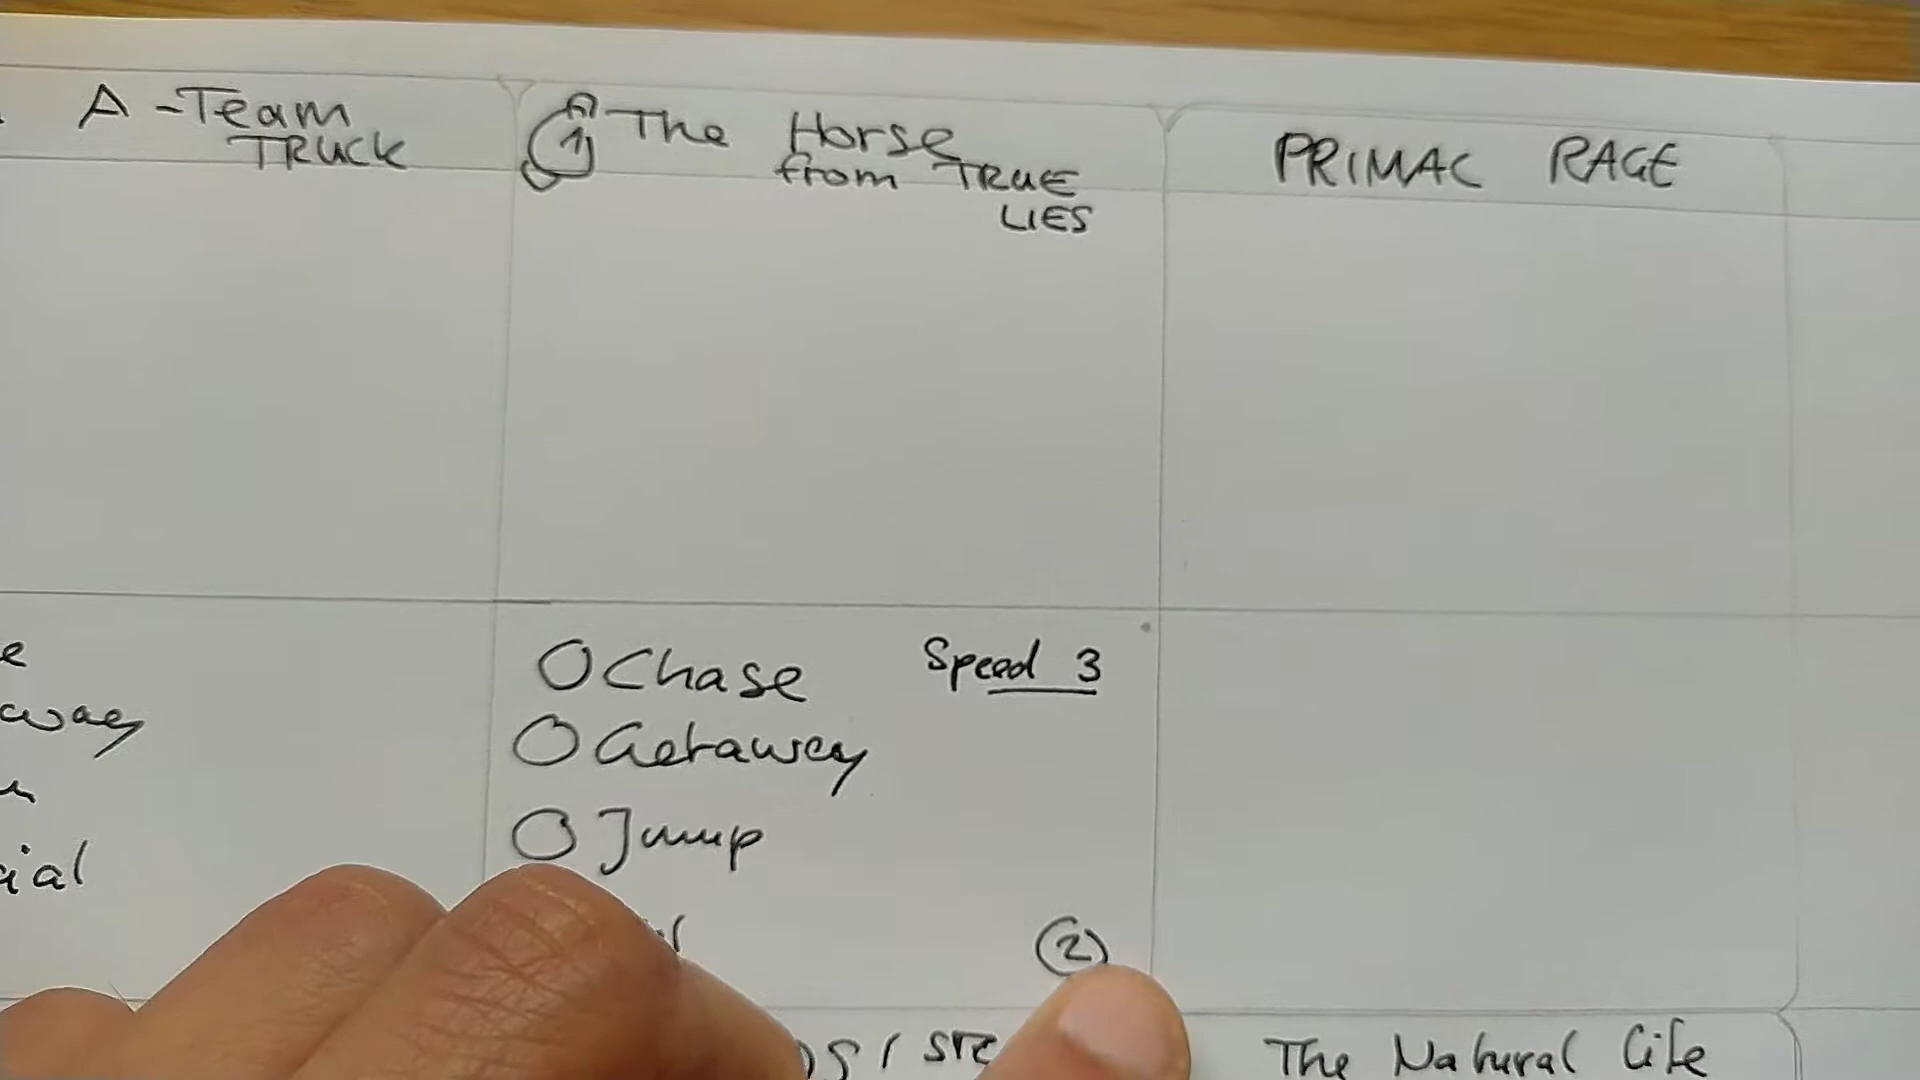 A-Team
TRUCK
1 The Horse
from TRUE
LIES
PRIMAL RAGE
Chase
Speed 3
Getaway
Jump
ial
2
The Natural Life